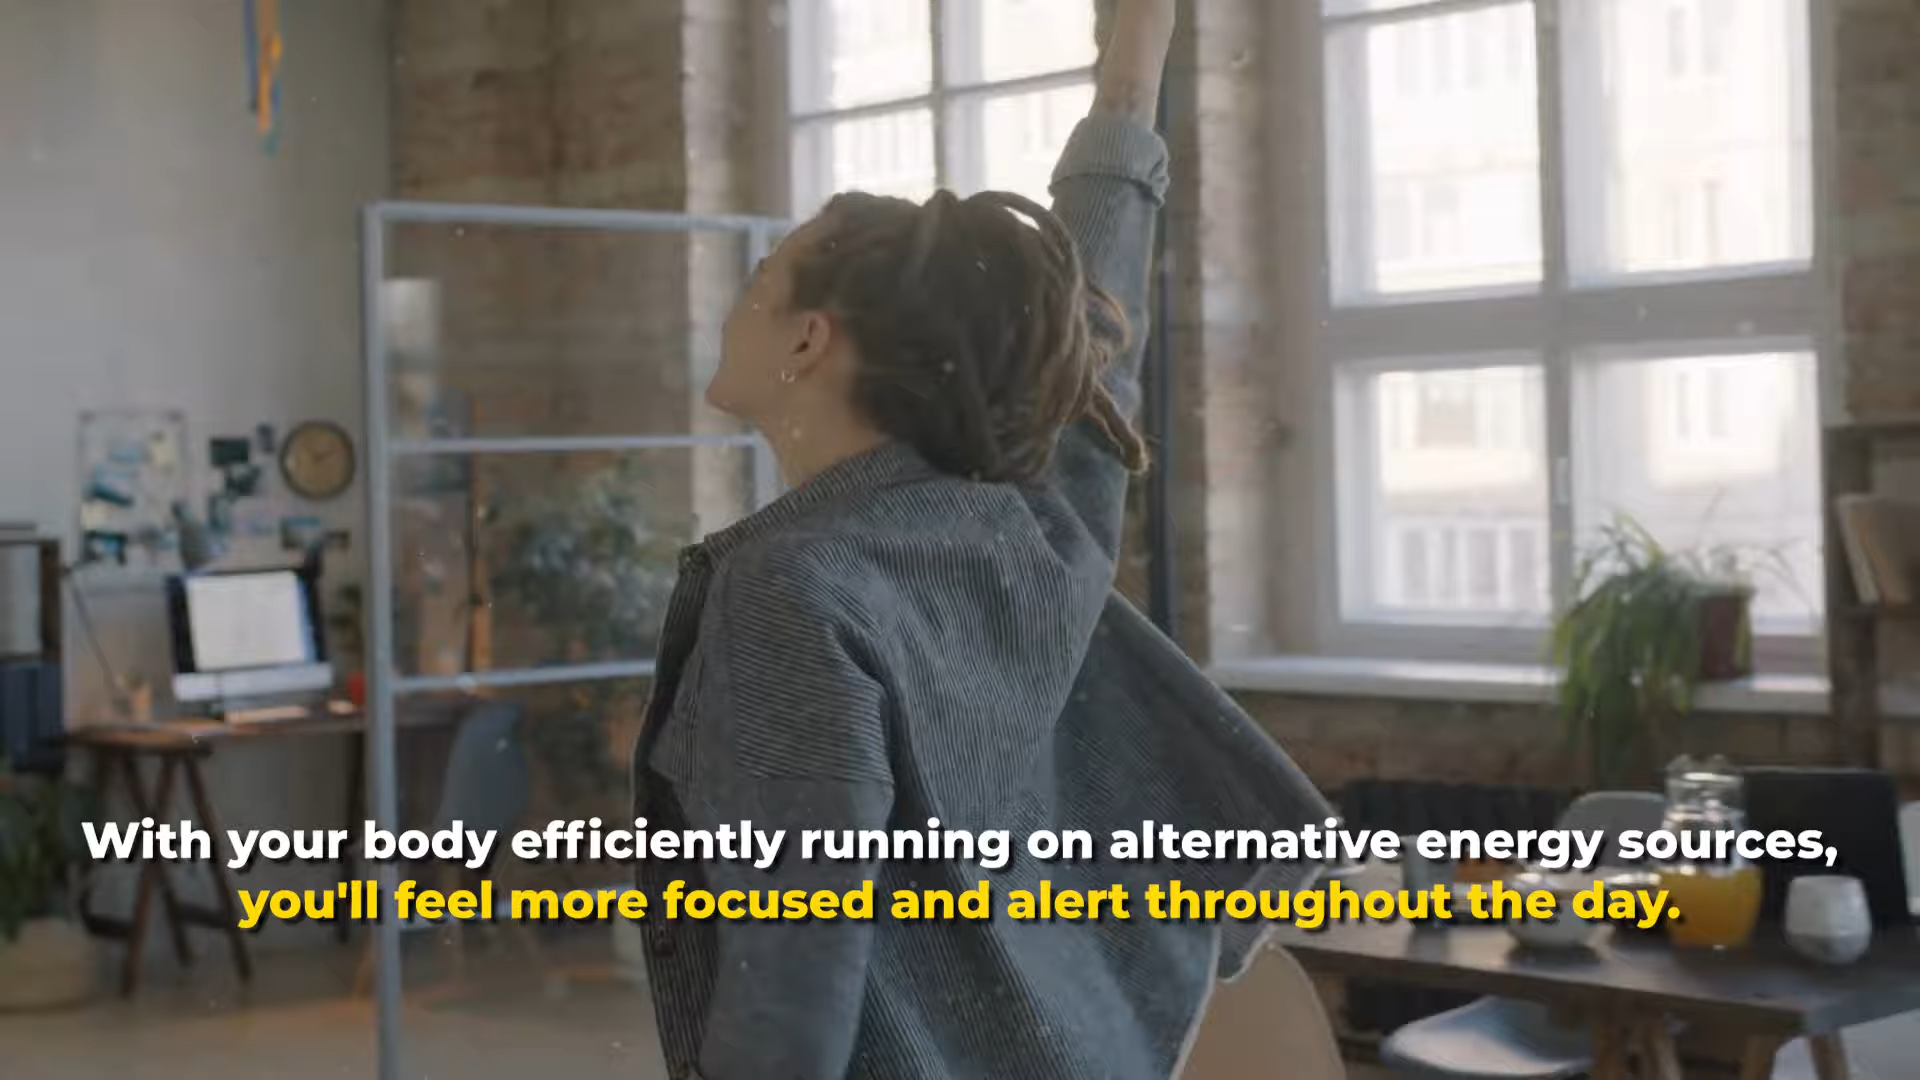 With your body efficiently running on alternative energy sources,
you'll feel more focused and alert throughout the day.